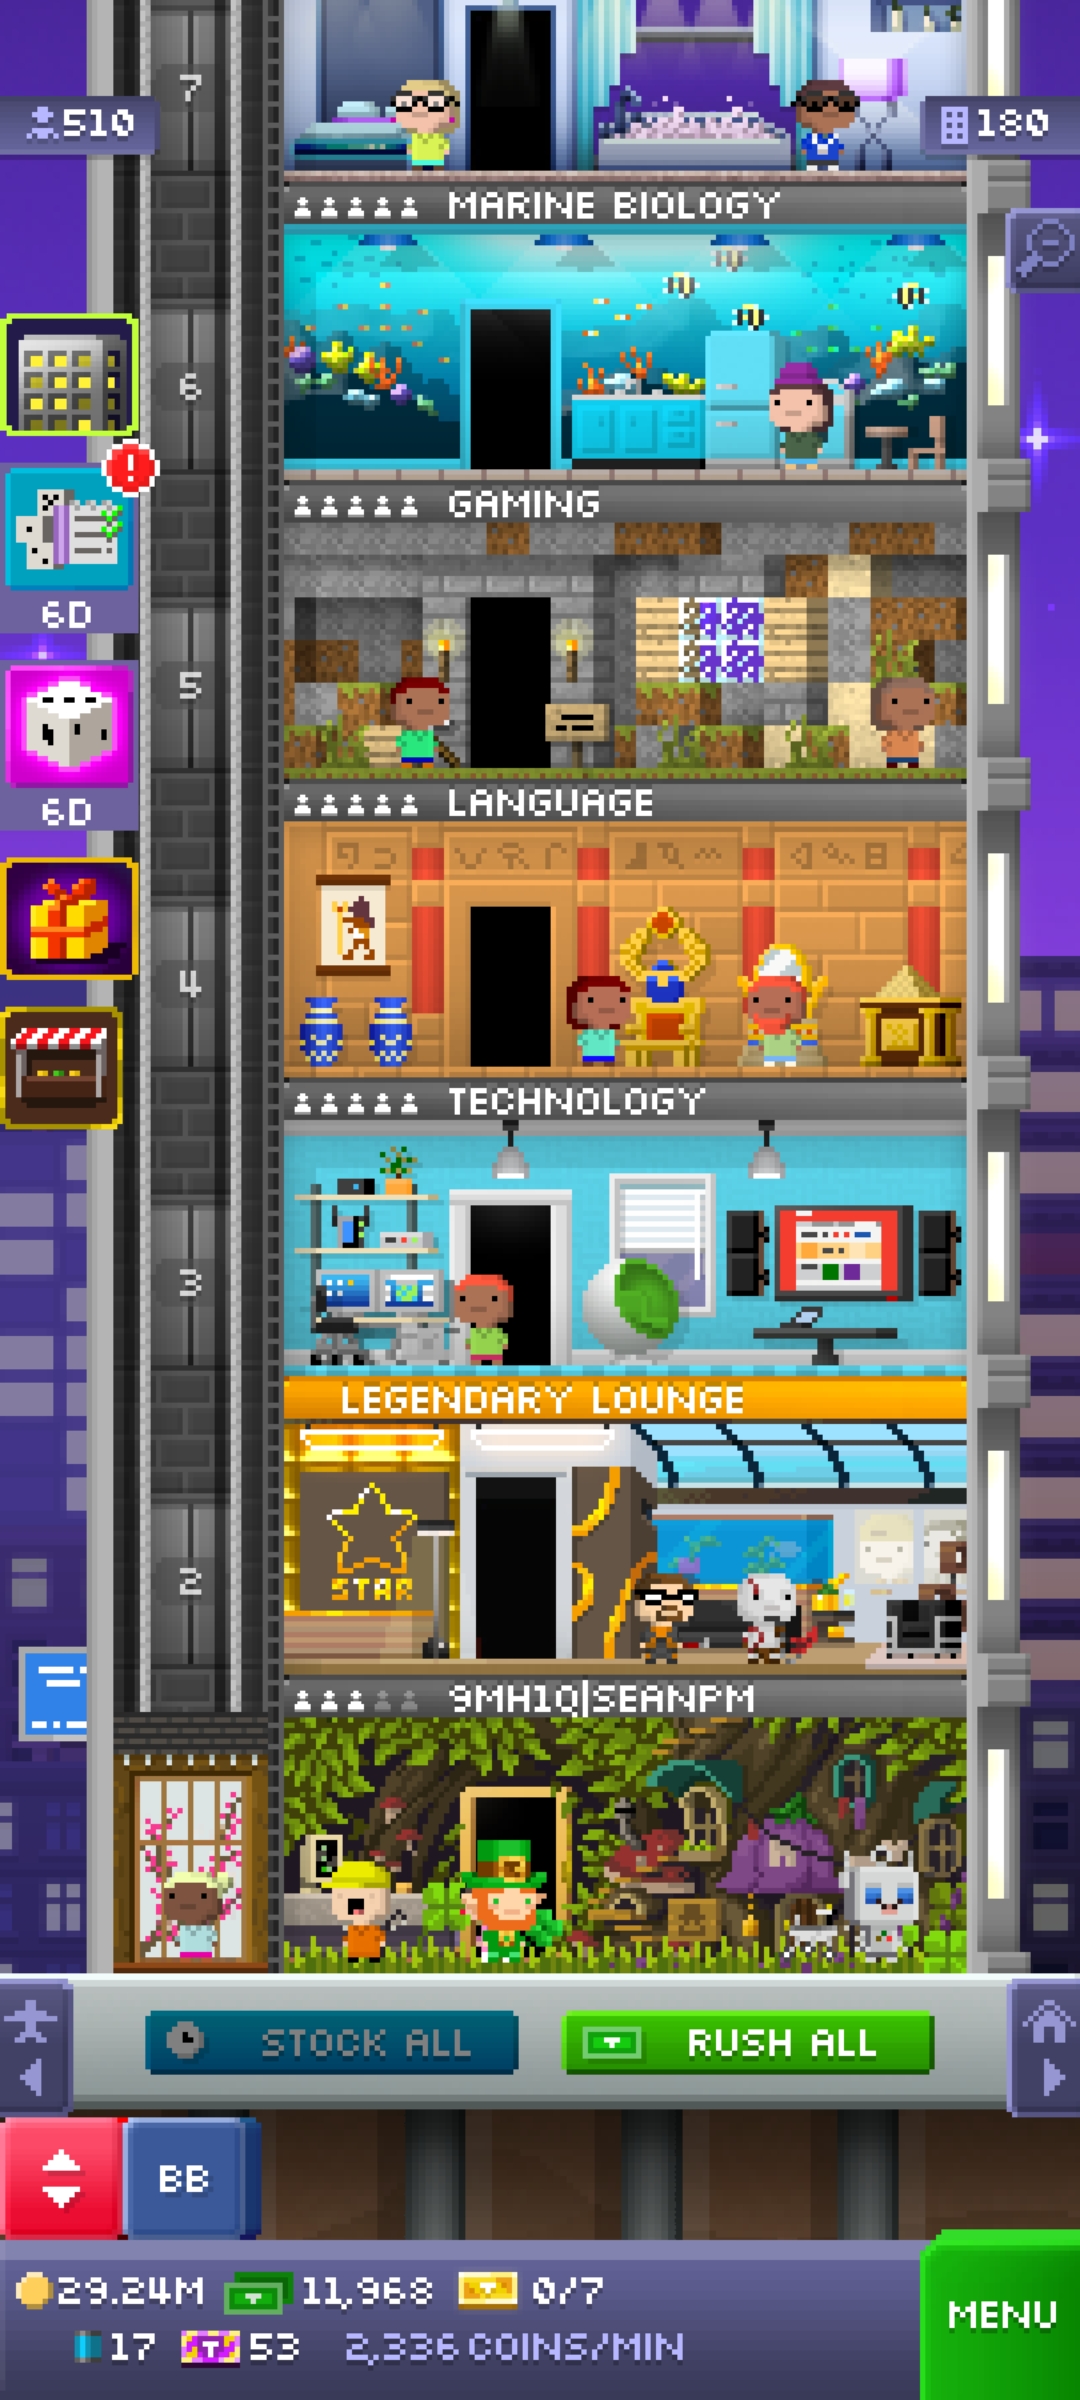 7
510
180
MARINE BIOLOGY
6
GAMING
6D
5
6D
LANGUAGE
4
TECHNOLOGY
3
LEGENDARY LOUNGE
STAR
2
9MH1Q|SEANPM
STOCK ALL
RUSH ALL
BB
29.24M 11,968 0/7
MENU
17 53 2,336 COINS/MIN